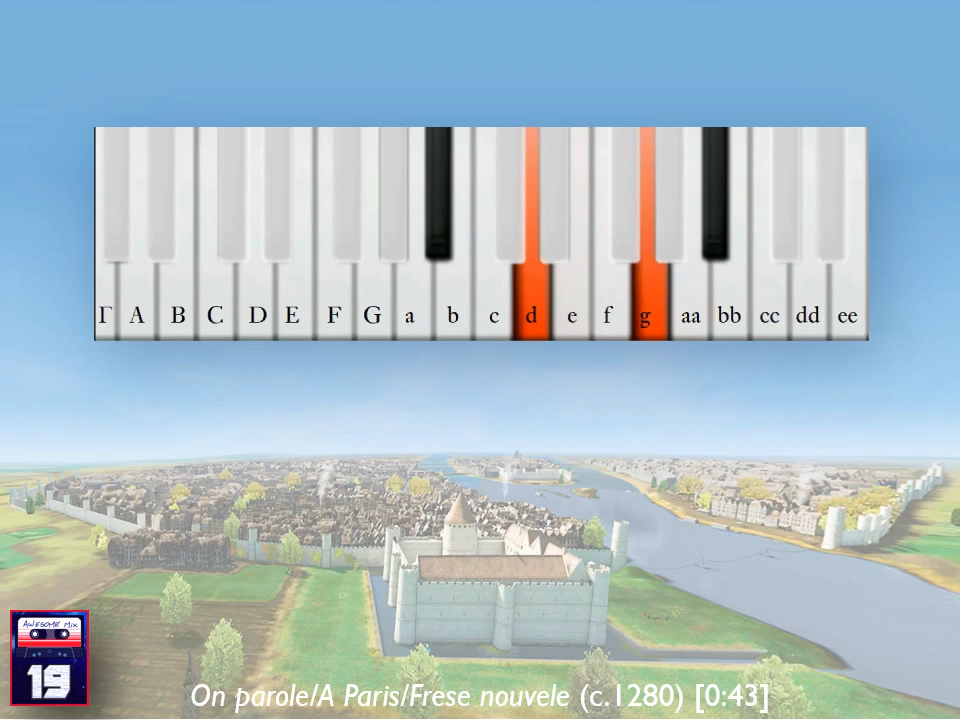 Γ A B C D E F G a b c d e f g aa bb cc dd ee
AWESOME MIX
19
On parole/A Paris/Frese nouvele (c.1280) [0:43]